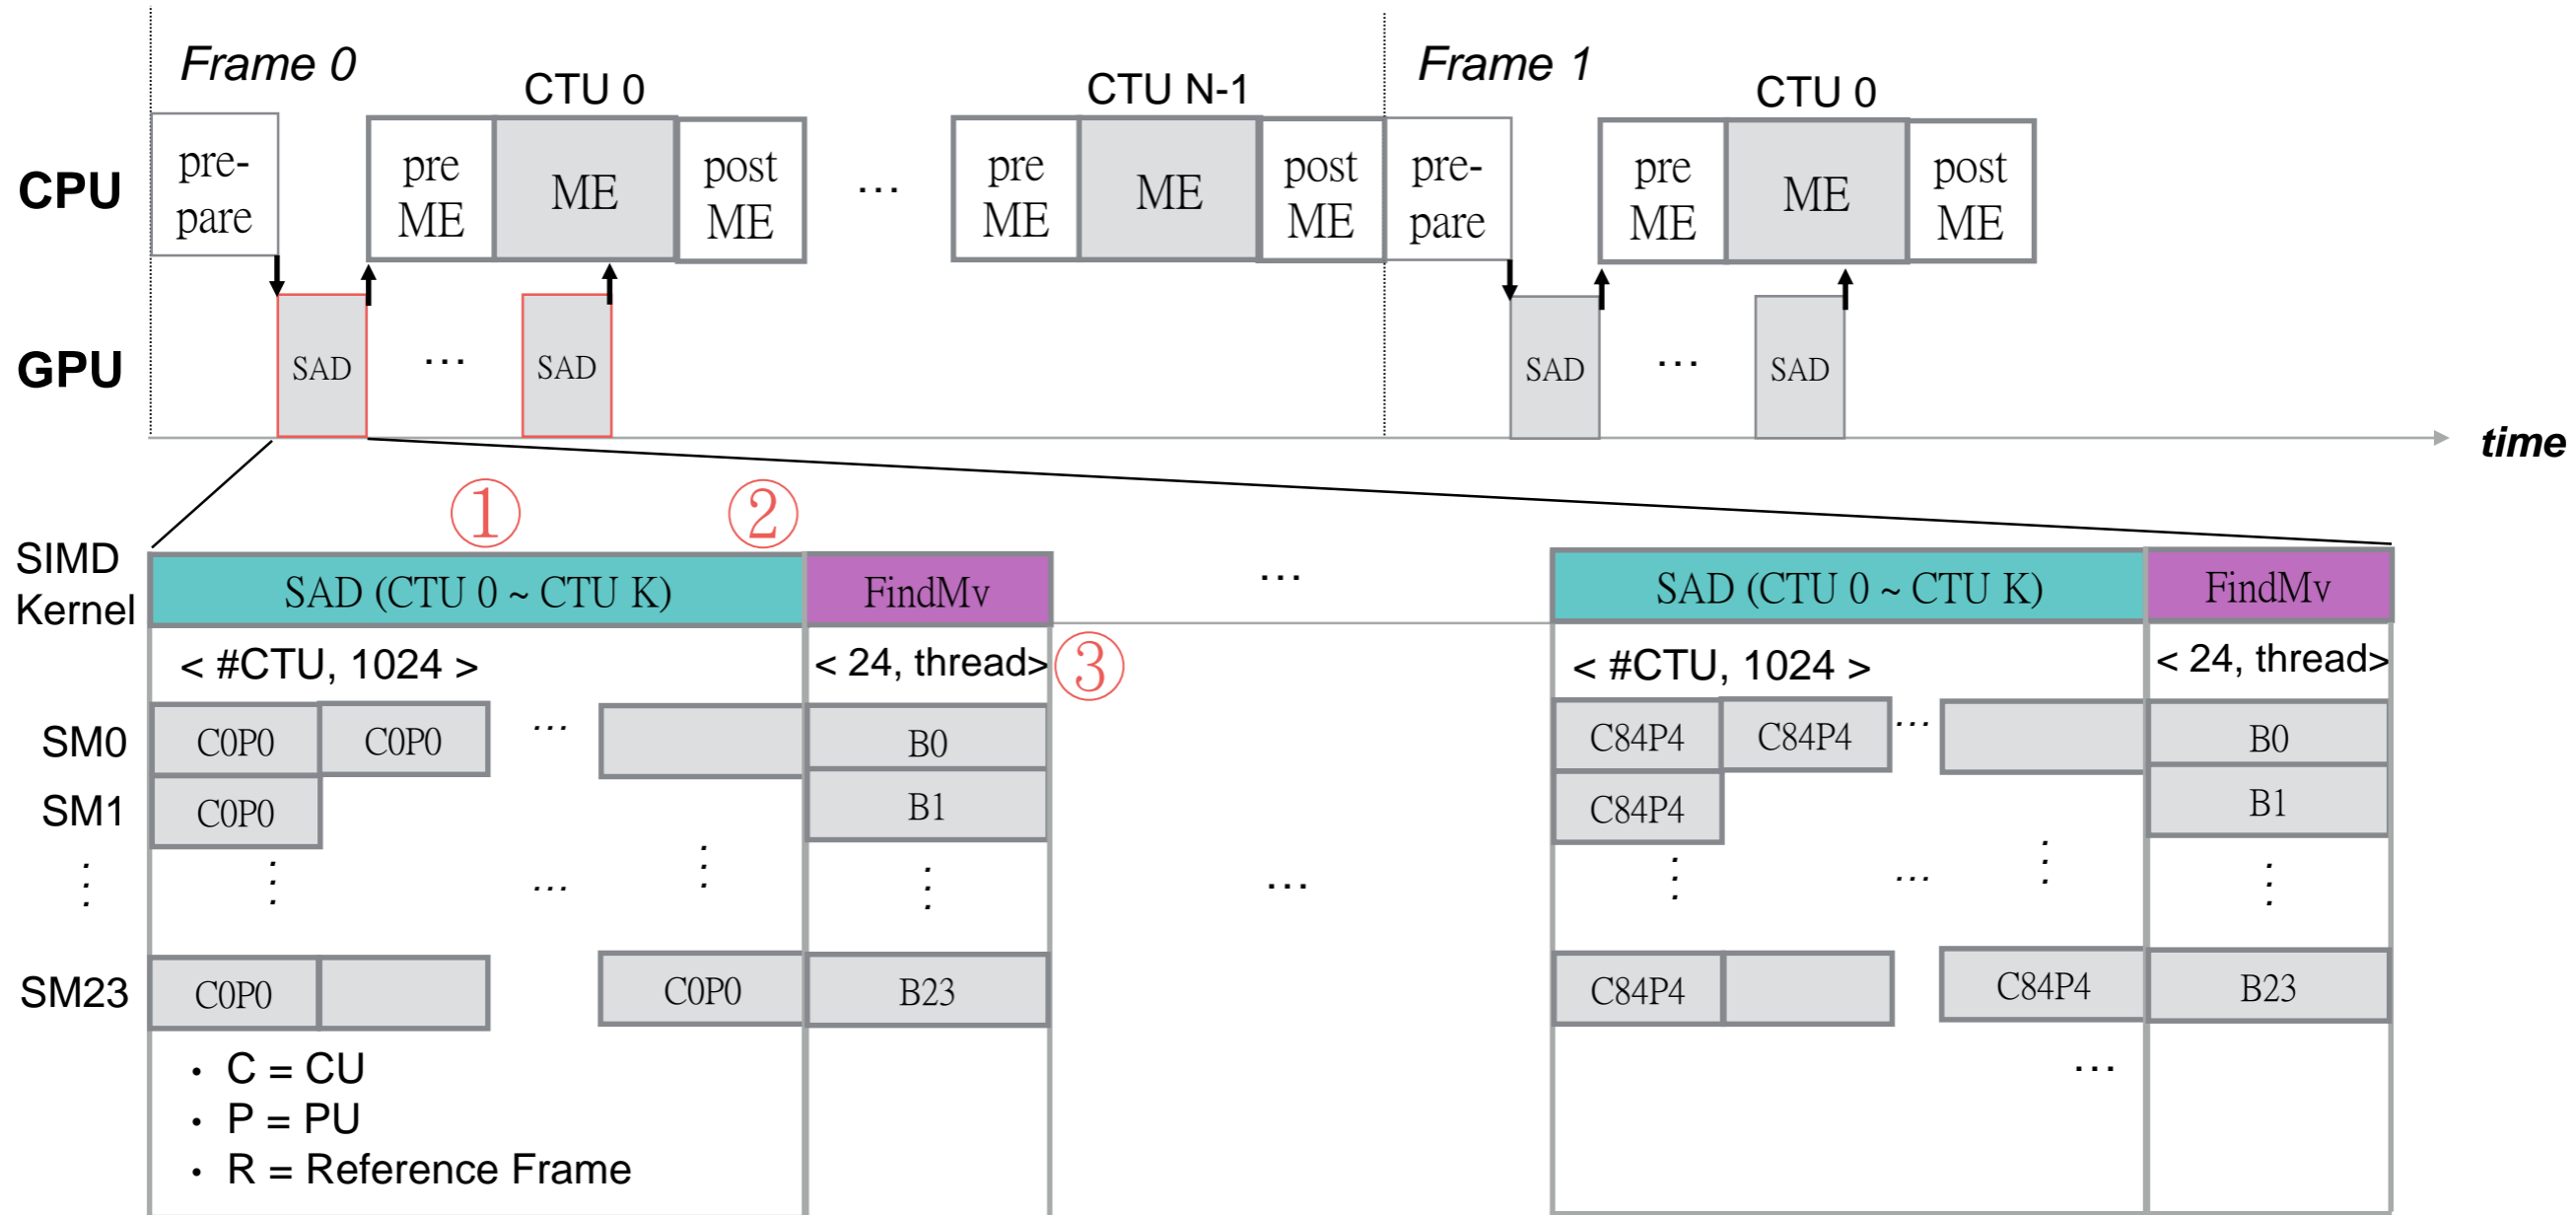 Frame 0
Frame 1
CTU 0
CTU N-1
CTU 0
CPU
pre-
pare
pre
ME
ME
post
ME
...
pre
ME
ME
post
ME
pre-
pare
pre
ME
ME
post
ME
GPU
SAD
...
SAD
SAD
...
SAD
time
①
②
SIMD
Kernel
SAD (CTU 0 ~ CTU K)
FindMv
...
SAD (CTU 0 ~ CTU K)
FindMv
< #CTU, 1024 >
< 24, thread>
③
< #CTU, 1024 >
< 24, thread>
SM0
C0P0
C0P0
...
B0
C84P4
C84P4
...
B0
SM1
C0P0
B1
C84P4
B1
...
...
...
SM23
C0P0
C0P0
B23
C84P4
C84P4
B23
...
• C = CU
• P = PU
• R = Reference Frame